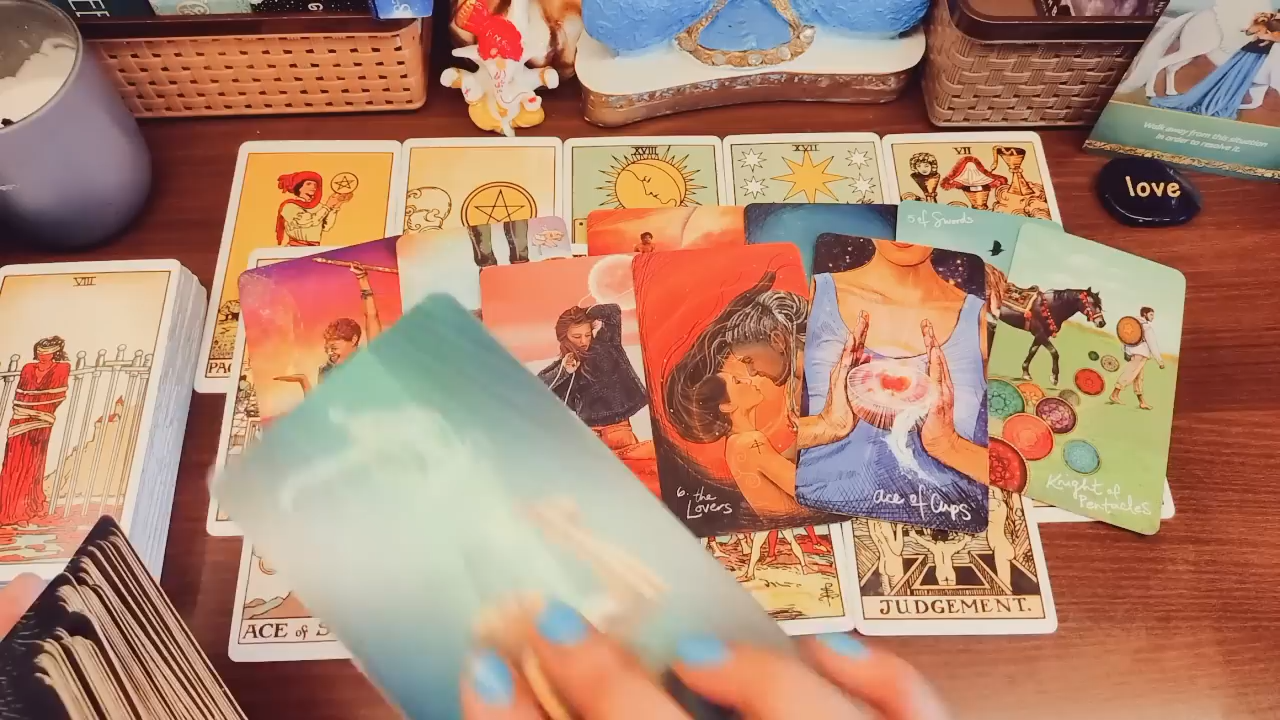 XVIII
XVII
VII
Walk away from this situation
in order to resolve it.
love
5 of Swords
VIII
PA
6. the
Lovers
ace of Cups
Knight of
Pentacles
ACE of S
JUDGEMENT.